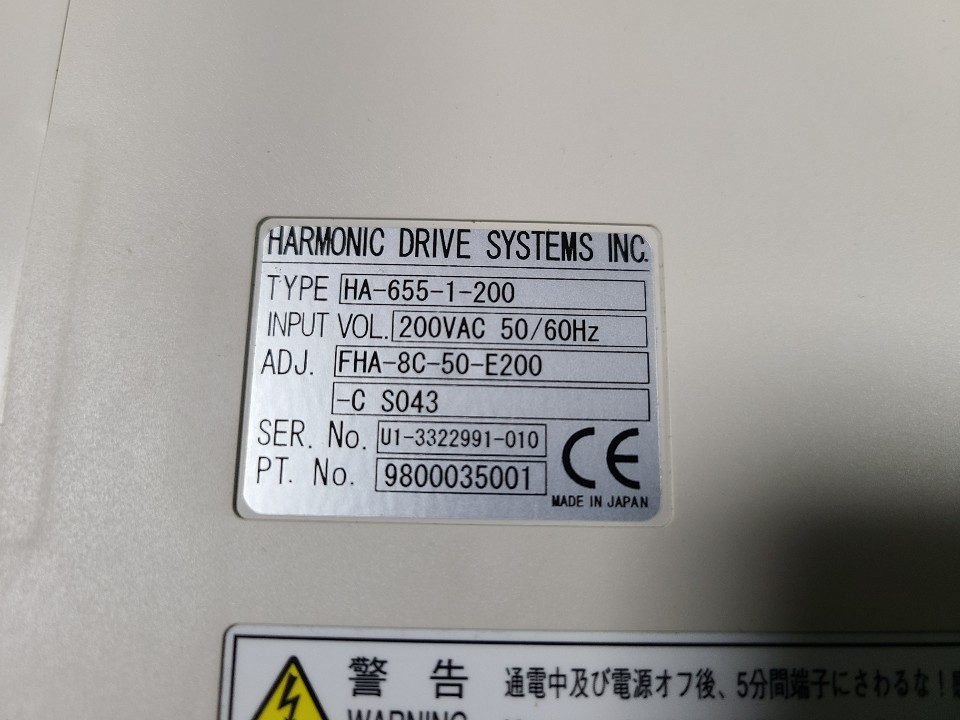 HARMONIC DRIVE SYSTEMS INC.
TYPE HA-655-1-200
INPUT VOL. 200VAC 50/60Hz
ADJ. FHA-8C-50-E200
-C S043
SER. No. U1-3322991-010
PT. No. 9800035001
CE
MADE IN JAPAN
警告 通電中及び電源オフ後、5分間端子にさわるな!
WARNING